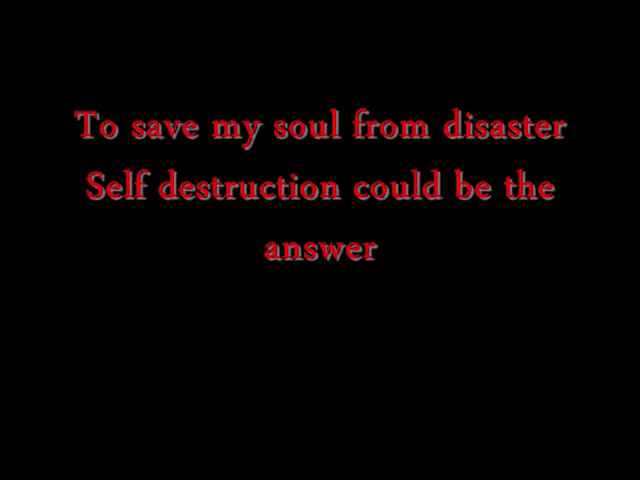 To save my soul from disaster
Self destruction could be the
answer